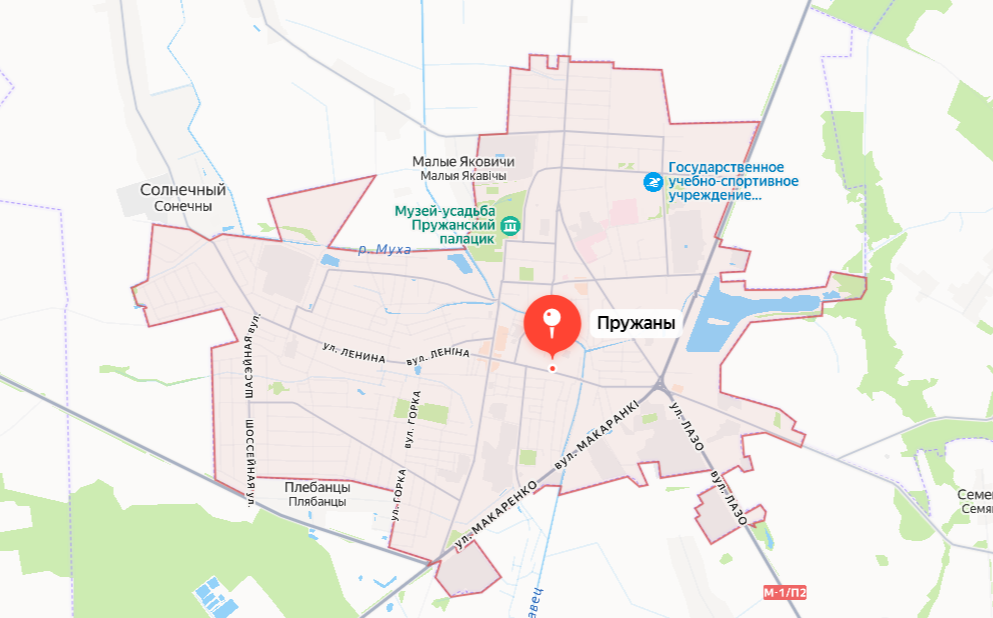 Малые Яковичи
Малыя Якавічы
Государственное
учебно-спортивное
учреждение...
Солнечный
Сонечны
Музей-усадьба
Пружанский
палацик
р. Муха
Пружаны
ШАСЕЙНАЯ вул.
ул. ЛЕНИНА
вул. ЛЕНІНА
вул. ГОРКА
ШОССЕЙНАЯ ул.
вул. МАКАРАНКІ
ул. ЛАЗО
Плебанцы
Плябанцы
ул. ГОРКА
ул. МАКАРЕНКО
вул. ЛАЗО
Семе
Семя
М-1/П2
авец